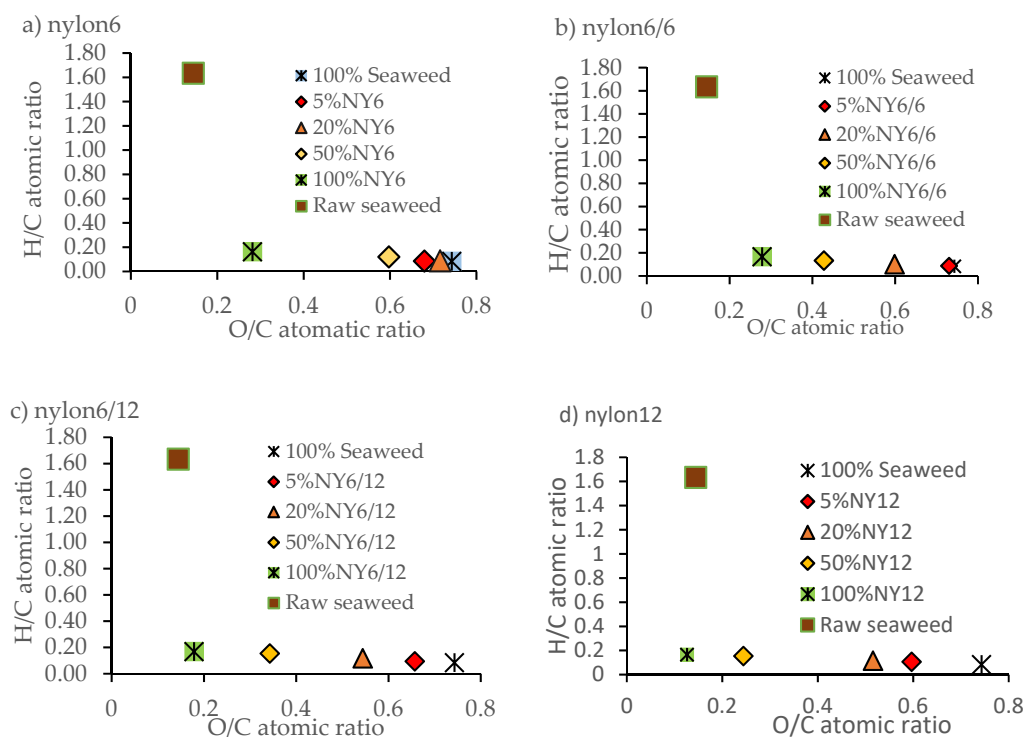 a) nylon6
H/C atomic ratio
1.80
1.60
1.40
1.20
1.00
0.80
0.60
0.40
0.20
0.00
0
0.2
0.4
0.6
0.8
O/C atomatic ratio
100% Seaweed
5%NY6
20%NY6
50%NY6
100%NY6
Raw seaweed
b) nylon6/6
H/C atomic ratio
1.80
1.60
1.40
1.20
1.00
0.80
0.60
0.40
0.20
0.00
0
0.2
0.4
0.6
0.8
O/C atomic ratio
100% Seaweed
5%NY6/6
20%NY6/6
50%NY6/6
100%NY6/6
Raw seaweed
c) nylon6/12
H/C atomic ratio
1.80
1.60
1.40
1.20
1.00
0.80
0.60
0.40
0.20
0.00
0
0.2
0.4
0.6
0.8
O/C atomic ratio
100% Seaweed
5%NY6/12
20%NY6/12
50%NY6/12
100%NY6/12
Raw seaweed
d) nylon12
H/C atomic ratio
1.8
1.6
1.4
1.2
1
0.8
0.6
0.4
0.2
0
0
0.2
0.4
0.6
0.8
O/C atomic ratio
100% Seaweed
5%NY12
20%NY12
50%NY12
100%NY12
Raw seaweed